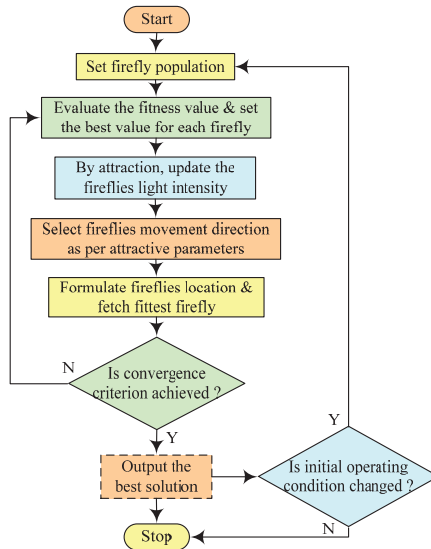 Start
Set firefly population
Evaluate the fitness value & set
the best value for each firefly
By attraction, update the
fireflies light intensity
Select fireflies movement direction
as per attractive parameters
Formulate fireflies location &
fetch fittest firefly
N
Is convergence
criterion achieved ?
Y
Y
Output the
best solution
Is initial operating
condition changed ?
N
Stop